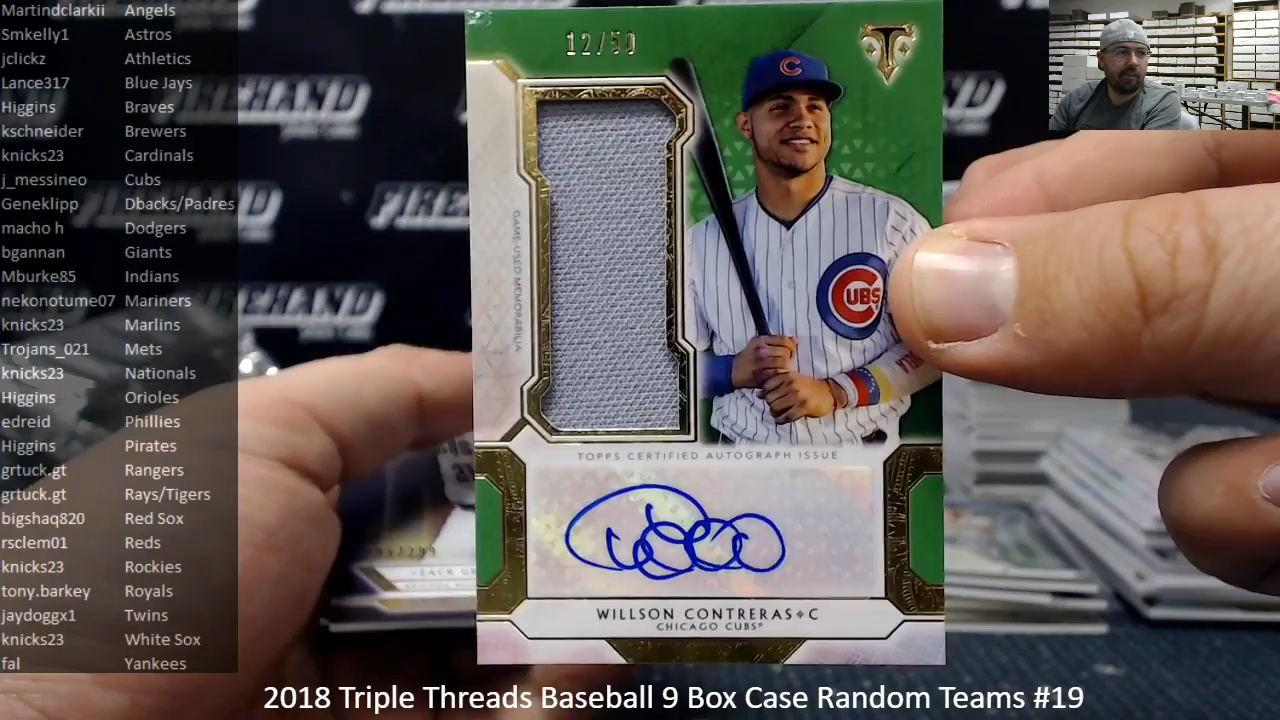 Martindclarkii Angels
Smkelly1 Astros
jclickz Athletics
Lance317 Blue Jays
Higgins Braves
kschneider Brewers
knicks23 Cardinals
j_messineo Cubs
Geneklipp Dbacks/Padres
macho h Dodgers
bgannan Giants
Mburke85 Indians
nekonotume07 Mariners
knicks23 Marlins
Trojans_021 Mets
knicks23 Nationals
Higgins Orioles
edreid Phillies
Higgins Pirates
grtuck.gt Rangers
grtuck.gt Rays/Tigers
bigshaq820 Red Sox
rsclem01 Reds
knicks23 Rockies
tony.barkey Royals
jaydoggx1 Twins
knicks23 White Sox
fal Yankees
FIREHAND
FIREHAND
12/50
T
C
CUBS
GAME-USED MEMORABILIA
TOPPS CERTIFIED AUTOGRAPH ISSUE
WILLSON CONTRERAS C
CHICAGO CUBS
2018 Triple Threads Baseball 9 Box Case Random Teams #19